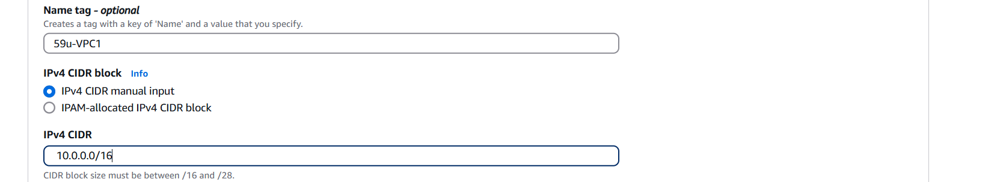 Name tag - optional
Creates a tag with a key of 'Name' and a value that you specify.
59u-VPC1
IPv4 CIDR block Info
IPv4 CIDR manual input
IPAM-allocated IPv4 CIDR block
IPv4 CIDR
10.0.0.0/16
CIDR block size must be between /16 and /28.